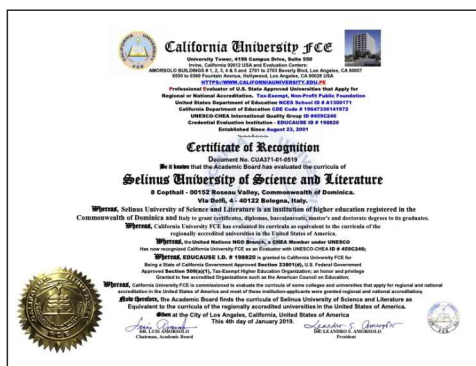 California University FCE
University Tower, 4199 Campus Drive, Suite 550
Irvine, California 92612 USA and Evaluation Centers:
AMORSOLO BUILDINGS # 1, 2, 3, 4 & 5 and 2701 to 2703 Beverly Blvd, Los Angeles, CA 90057
6550 to 6360 Fountain Avenue, Hollywood, Los Angeles, CA 90028 USA
HTTPS://WWW.CALIFORNIAUNIVERSITY.EDU.PE
Professional Evaluator of U.S. State Approved Universities that Apply for
Regional or National Accreditation. Tax-Exempt, Non-Profit Public Foundation
United States Department of Education NCES School ID # A1300171
California Department of Education CDE Code # 19647336141972
UNESCO-CHEA International Quality Group ID #459C246
Credential Evaluation Institution - EDUCAUSE ID # 198820
Established Since August 23, 2001
Certificate of Recognition
Document No. CUA371-01-0519
Be it known that the Academic Board has evaluated the curricula of
Selinus University of Science and Literature
8 Copthall - 00152 Roseau Valley, Commonwealth of Dominica.
Via Delfi, 4 - 40122 Bologna, Italy.
Whereas, Selinus University of Science and Literature is an institution of higher education registered in the
Commonwealth of Dominica and Italy to grant certificates, diplomas, baccalaureate, master's and doctorate degrees to its graduates.
Whereas, California University FCE has evaluated its curricula as equivalent to the curricula of the
regionally accredited universities in the United States of America.
Whereas, the United Nations NGO Branch, a CHEA Member under UNESCO
Has now recognized California University FCE as an Evaluator with UNESCO-CHEA ID # 459C246;
Whereas, EDUCAUSE I.D. # 198820 is granted to California University FCE for
Being a State of California Government Approved Section 23801(d), U.S. Federal Government
Approved Section 509(a)(1), Tax-Exempt Higher Education Organization; an honor and privilege
Granted to few accredited Organizations such as the American Council on Education;
Whereas, California University FCE is commissioned to evaluate the curricula of some colleges and universities that apply for regional and national
accreditation in the United States of America and most of these institution-applicants were granted regional and national accreditation;
Now therefore, the Academic Board finds the curricula of Selinus University of Science and Literature as
Equivalent to the curricula of the regionally accredited universities in the United States of America.
Given at the City of Los Angeles, California, United States of America
This 4th day of January 2019.
DR. LUIS AMORSOLO
Chairman, Academic Board
DR. LEANDRO S. AMORSOLO
President